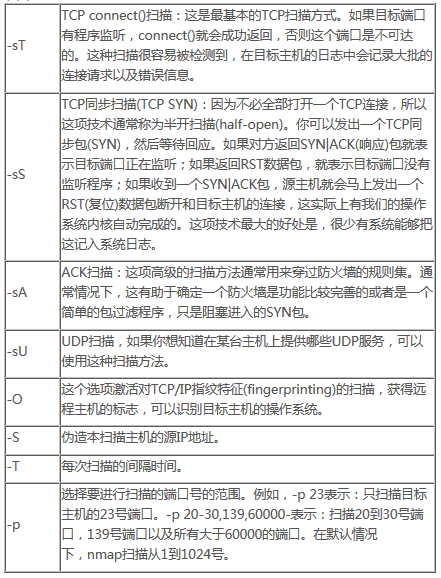 -sT
TCP connect()扫描：这是最基本的TCP扫描方式。如果目标端口
有程序监听，connect()就会成功返回，否则这个端口是不可达
的。这种扫描很容易被检测到，在目标主机的日志中会记录大批的
连接请求以及错误信息。
-sS
TCP同步扫描(TCP SYN)：因为不必全部打开一个TCP连接，所以
这项技术通常称为半开扫描(half-open)。你可以发出一个TCP同
步包(SYN)，然后等待回应。如果对方返回SYN|ACK(响应)包就表
示目标端口正在监听；如果返回RST数据包，就表示目标端口没有
监听程序；如果收到一个SYN|ACK包，源主机就会马上发出一个
RST(复位)数据包断开和目标主机的连接，这实际上有我们的操作
系统内核自动完成的。这项技术最大的好处是，很少有系统能够把
这记入系统日志。
-sA
ACK扫描：这项高级的扫描方法通常用来穿过防火墙的规则集。通
常情况下，这有助于确定一个防火墙是功能比较完善的或者是一个
简单的包过滤程序，只是阻塞进入的SYN包。
-sU
UDP扫描，如果你想知道在某台主机上提供哪些UDP服务，可以
使用这种扫描方法。
-O
这个选项激活对TCP/IP指纹特征(fingerprinting)的扫描，获得远
程主机的标志，可以识别目标主机的操作系统。
-S
伪造本扫描主机的源IP地址。
-T
每次扫描的间隔时间。
-p
选择要进行扫描的端口号的范围。例如，-p 23表示：只扫描目标
主机的23号端口。-p 20-30,139,60000-表示：扫描20到30号端
口，139号端口以及所有大于60000的端口。在默认情况
下，nmap扫描从1到1024号。